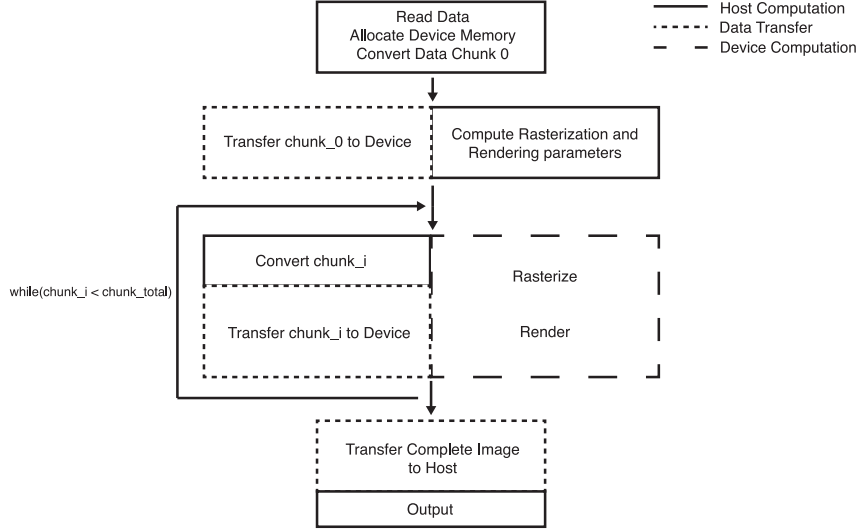 Read Data
Allocate Device Memory
Convert Data Chunk 0
Host Computation
Data Transfer
Device Computation
Transfer chunk_0 to Device
Compute Rasterization and
Rendering parameters
while(chunk_i < chunk_total)
Convert chunk_i
Transfer chunk_i to Device
Rasterize
Render
Transfer Complete Image
to Host
Output